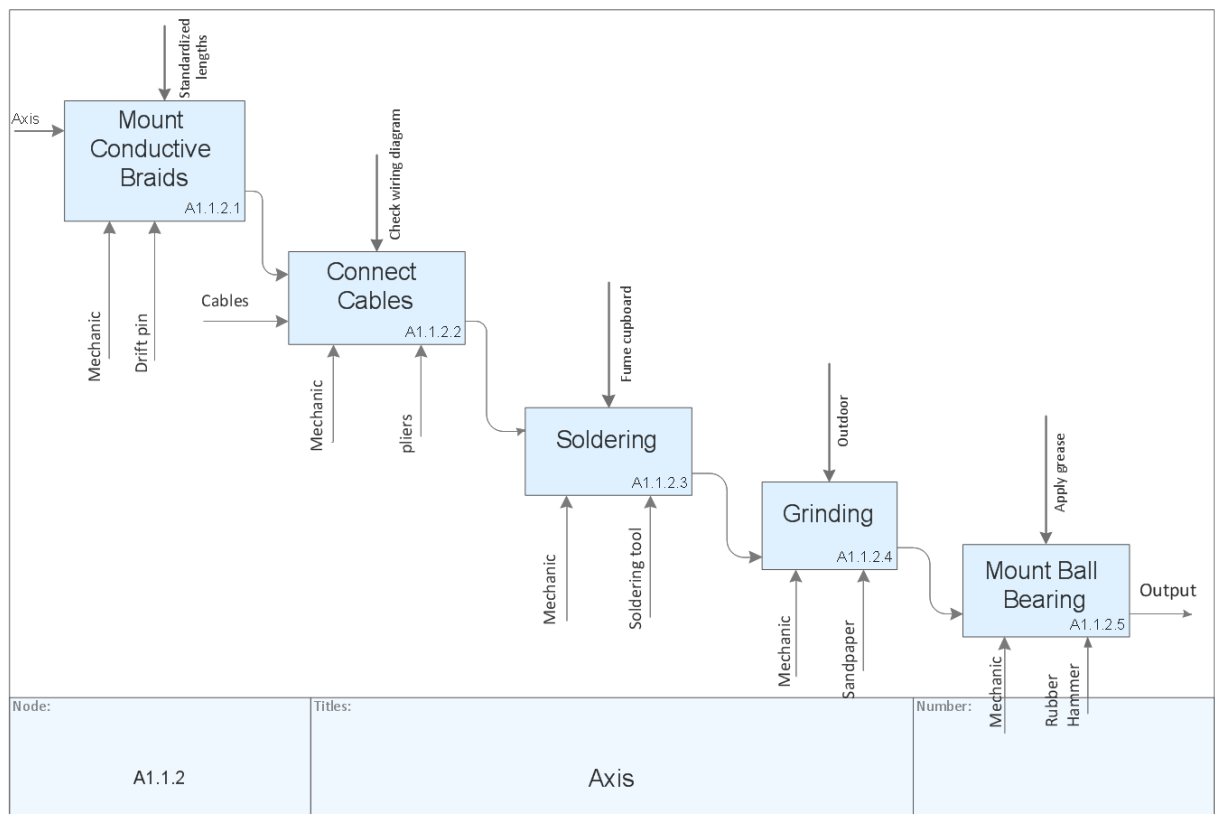 Standardized
lengths
Axis
Mount
Conductive
Braids
A1.1.2.1
Mechanic
Drift pin
Check wiring diagram
Cables
Connect
Cables
A1.1.2.2
Mechanic
pliers
Fume cupboard
Soldering
A1.1.2.3
Mechanic
Soldering tool
Outdoor
Grinding
A1.1.2.4
Mechanic
Sandpaper
Apply grease
Mount Ball
Bearing
A1.1.2.5
Output
Mechanic
Rubber
Hammer
Node:
A1.1.2
Titles:
Axis
Number: